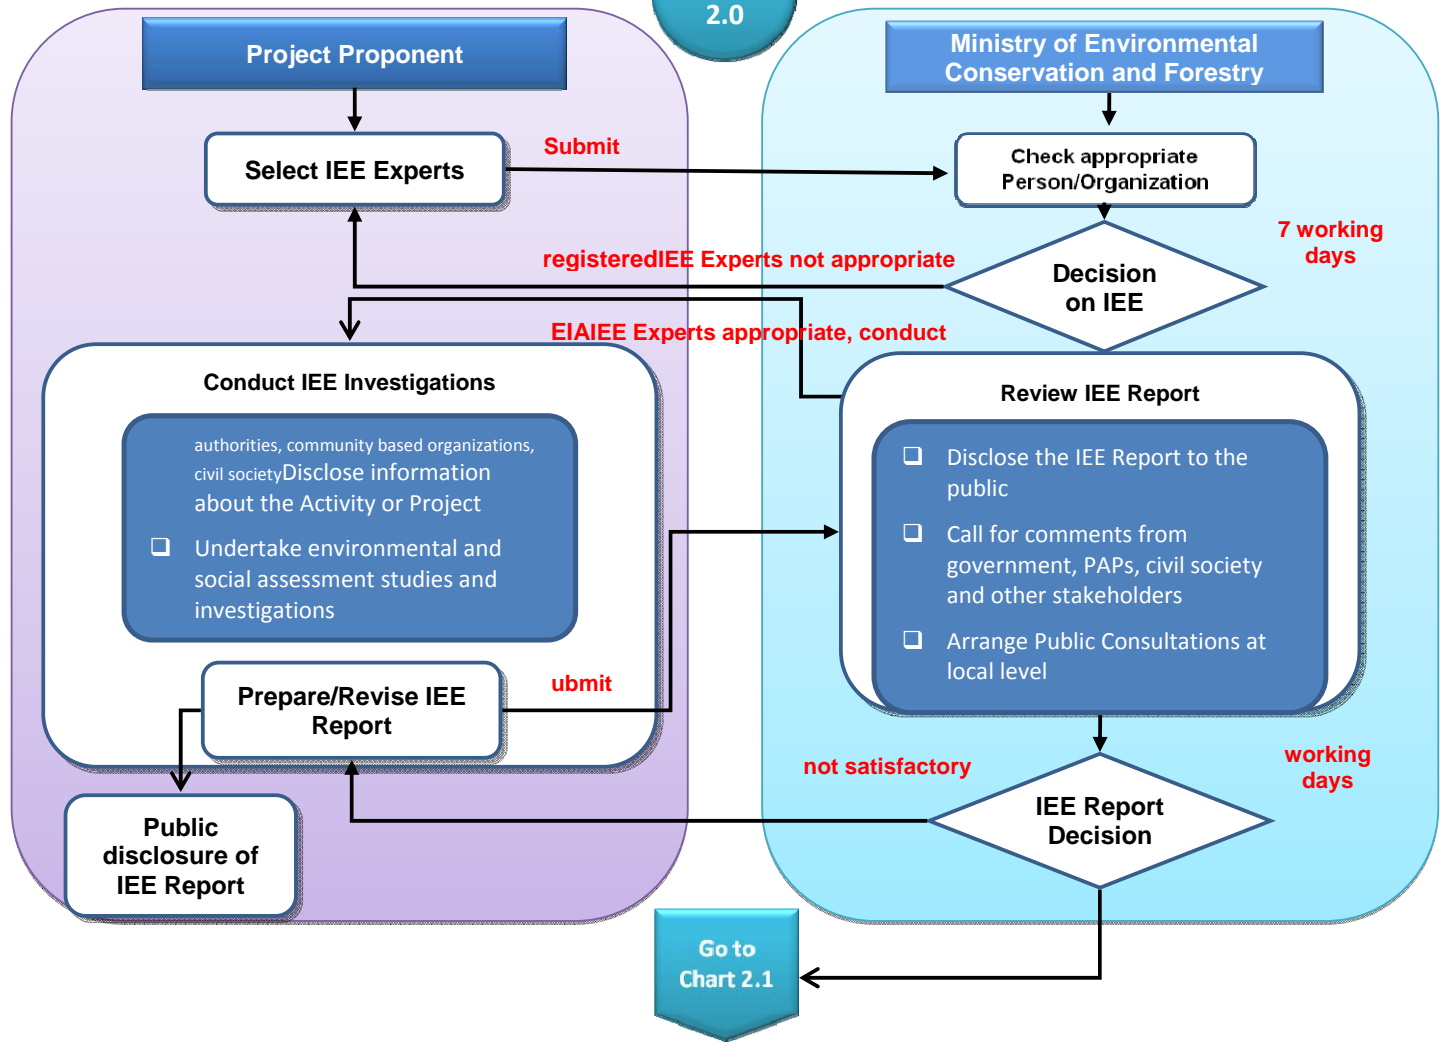 2.0
Project Proponent
Ministry of Environmental
Conservation and Forestry
Select IEE Experts
Submit
Check appropriate
Person/Organization
7 working
days
registeredIEE Experts not appropriate
Decision
on IEE
EIAIEE Experts appropriate, conduct
Conduct IEE Investigations
authorities, community based organizations,
civil societyDisclose information
about the Activity or Project
❑ Undertake environmental and
social assessment studies and
investigations
Review IEE Report
❑ Disclose the IEE Report to the
public
❑ Call for comments from
government, PAPs, civil society
and other stakeholders
❑ Arrange Public Consultations at
local level
Prepare/Revise IEE
Report
ubmit
not satisfactory
working
days
IEE Report
Decision
Public
disclosure of
IEE Report
Go to
Chart 2.1